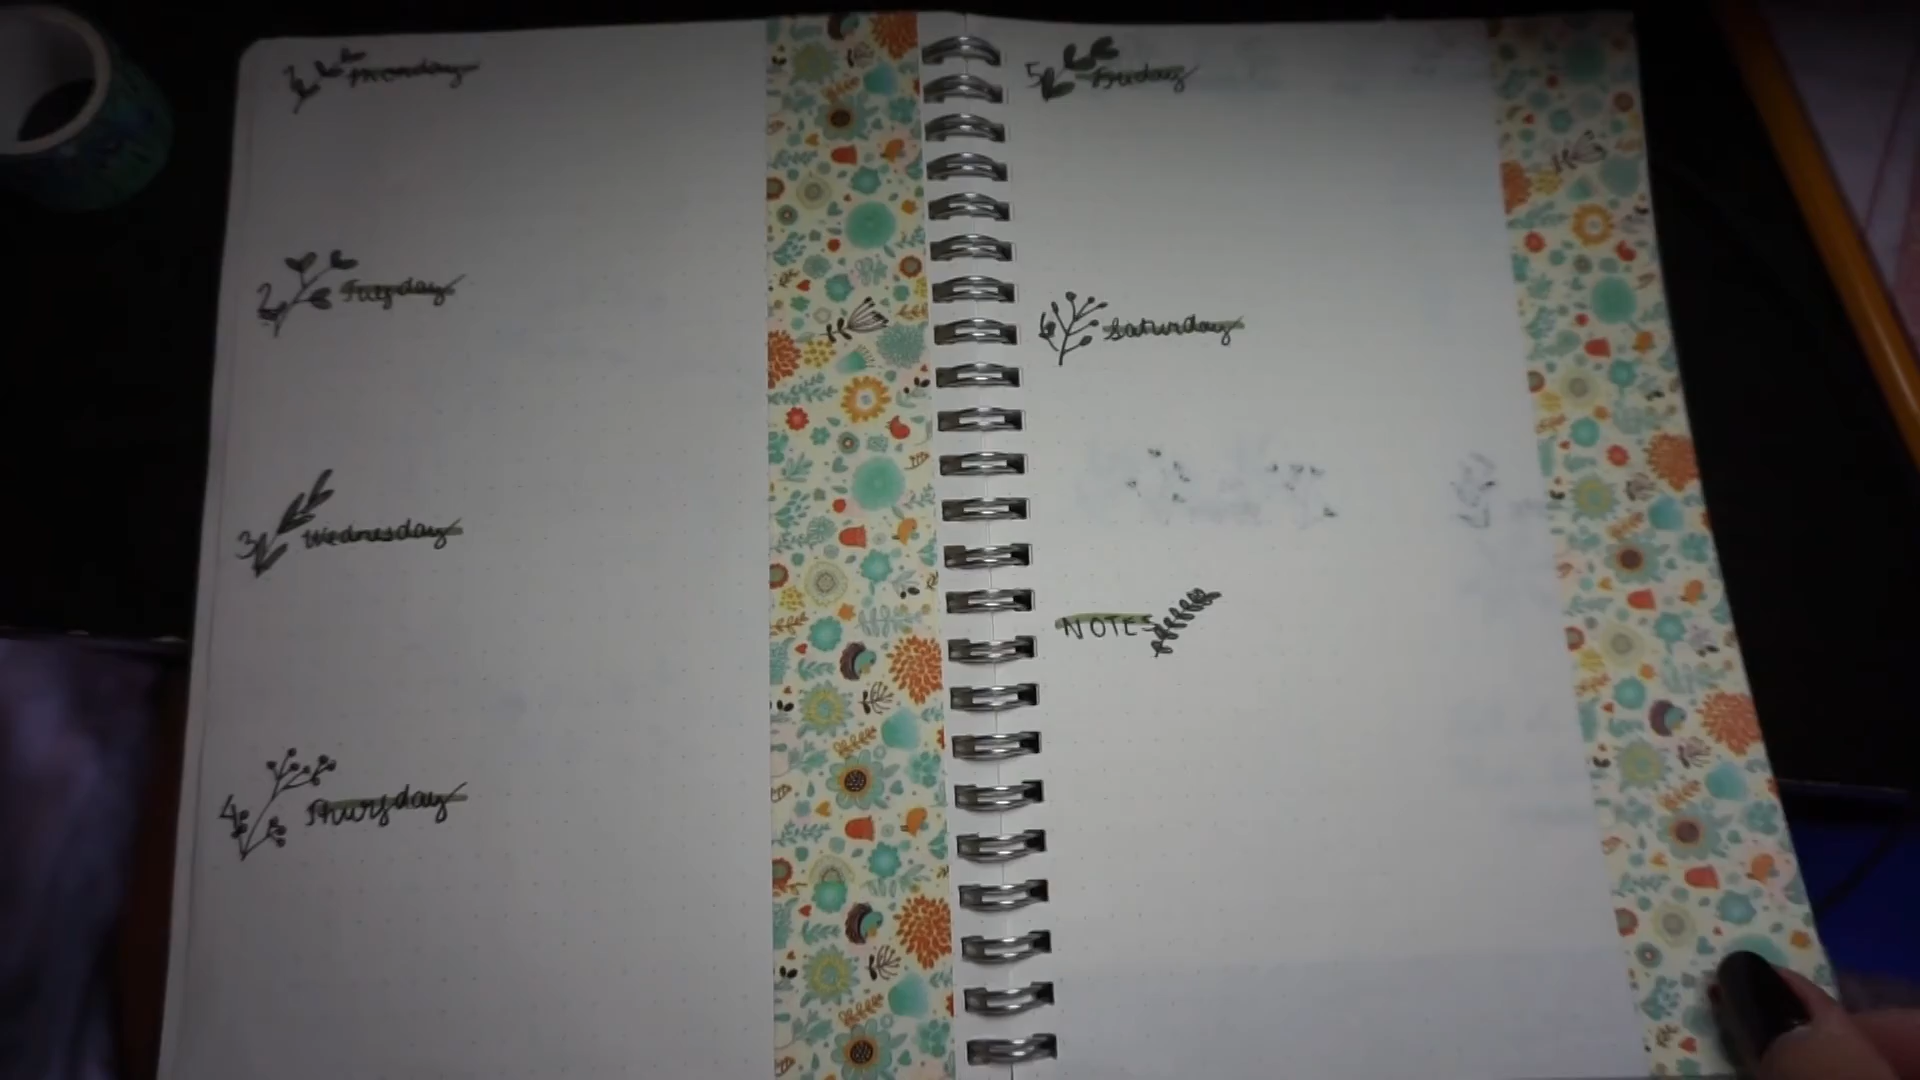 1 Monday
2 Tuesday
3 Wednesday
4 Thursday
5 Friday
6 Saturday
NOTES